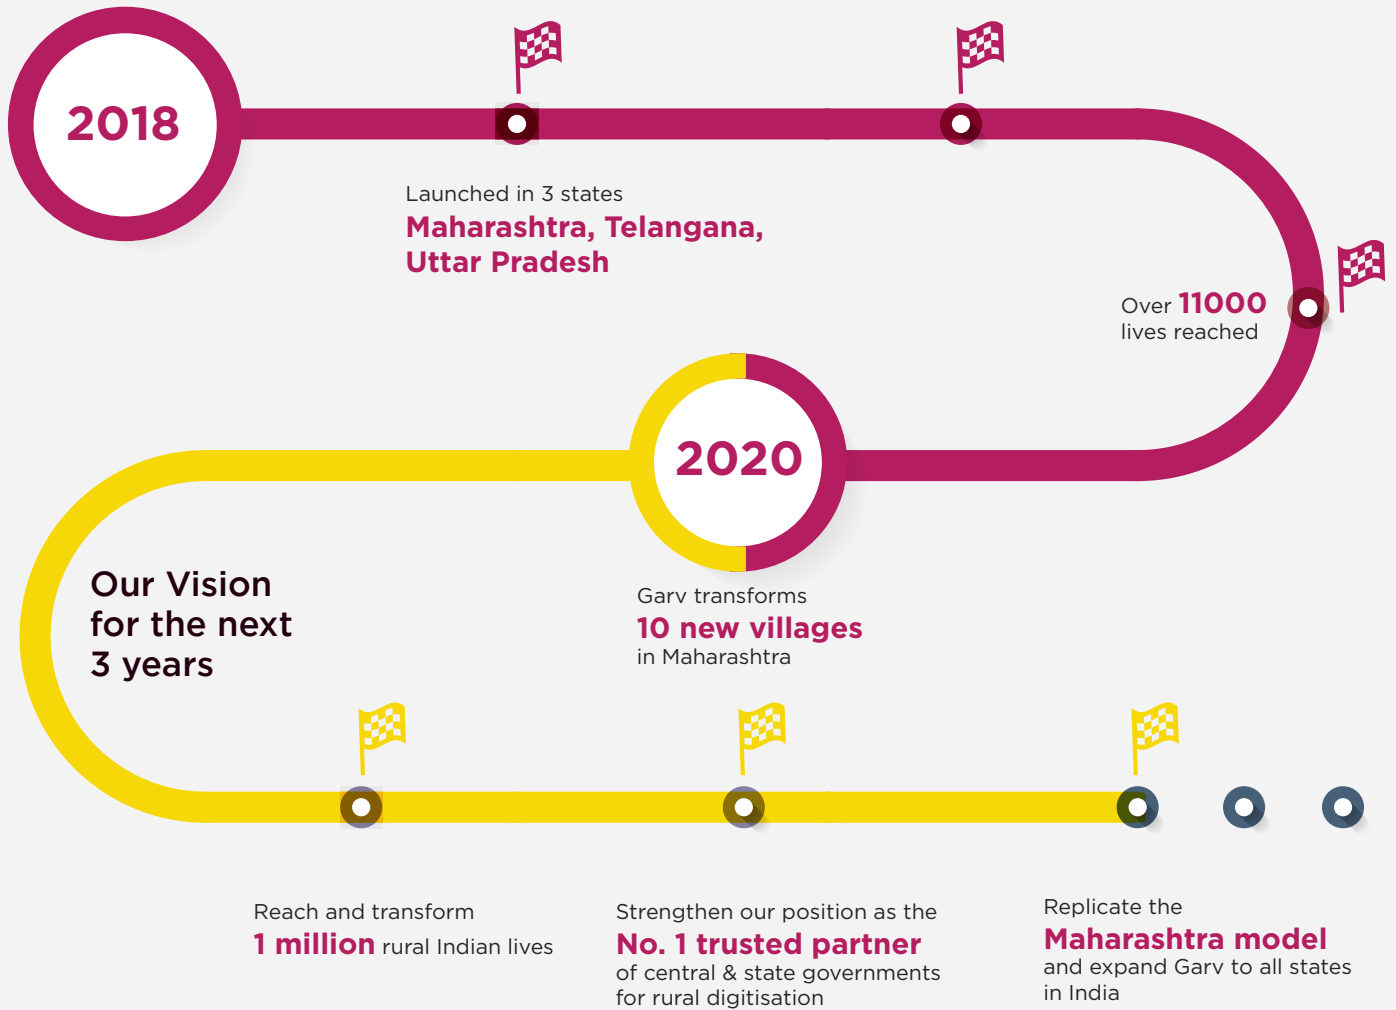 2018
Launched in 3 states
Maharashtra, Telangana,
Uttar Pradesh
Over 11000
lives reached
2020
Garv transforms
10 new villages
in Maharashtra
Our Vision
for the next
3 years
Reach and transform
1 million rural Indian lives
Strengthen our position as the
No. 1 trusted partner
of central & state governments
for rural digitisation
Replicate the
Maharashtra model
and expand Garv to all states
in India